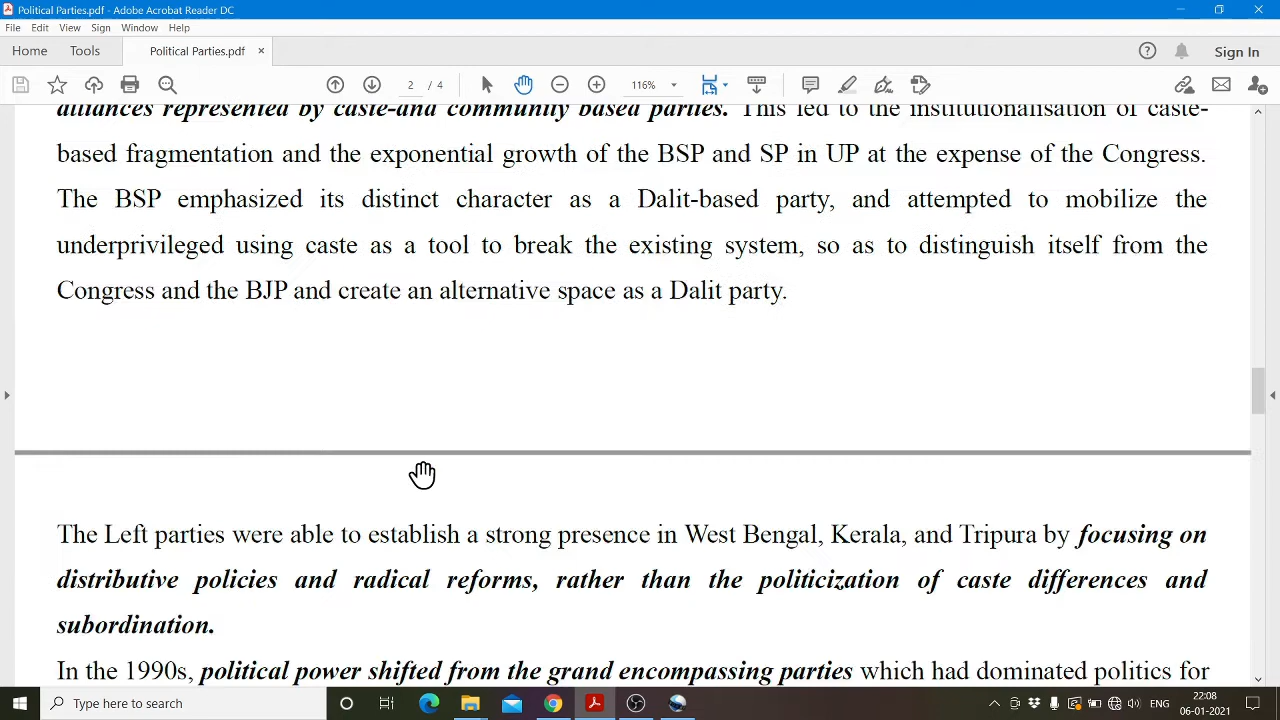 Political Parties.pdf - Adobe Acrobat Reader DC
File Edit View Sign Window Help
Home Tools Political Parties.pdf × Sign In
2 / 4 116%
alliances represented by caste-and community based parties. This led to the institutionalisation of caste-
based fragmentation and the exponential growth of the BSP and SP in UP at the expense of the Congress.
The BSP emphasized its distinct character as a Dalit-based party, and attempted to mobilize the
underprivileged using caste as a tool to break the existing system, so as to distinguish itself from the
Congress and the BJP and create an alternative space as a Dalit party.
The Left parties were able to establish a strong presence in West Bengal, Kerala, and Tripura by focusing on
distributive policies and radical reforms, rather than the politicization of caste differences and
subordination.
In the 1990s, political power shifted from the grand encompassing parties which had dominated politics for
Type here to search
ENG
22:08
06-01-2021